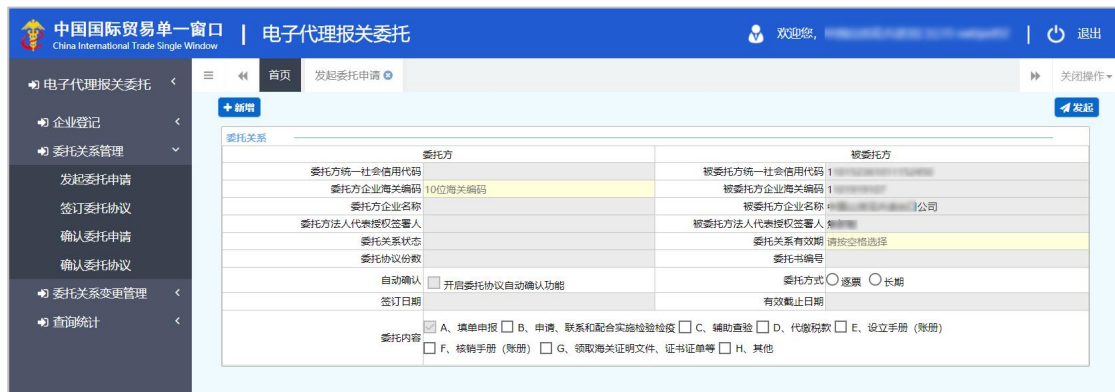 中国国际贸易单一窗口 | 电子代理报关委托
China International Trade Single Window
欢迎您,
退出
电子代理报关委托
首页
发起委托申请
关闭操作
企业登记
委托关系管理
发起委托申请
签订委托协议
确认委托申请
确认委托协议
委托关系变更管理
查询统计
新增
发起
委托关系
委托方 被委托方
委托方统一社会信用代码 被委托方统一社会信用代码 1
委托方企业海关编码 10位海关编码 被委托方企业海关编码 1
委托方企业名称 被委托方企业名称 公司
委托方法人代表授权签署人 被委托方法人代表授权签署人
委托关系状态 委托关系有效期 请按空格选择
委托协议份数 委托书编号
自动确认 开启委托协议自动确认功能 委托方式 逐票 长期
签订日期 有效截止日期
委托内容 A、填单申报 B、申请、联系和配合实施检验检疫 C、辅助查验 D、代缴税款 E、设立手册（账册）
F、核销手册（账册） G、领取海关证明文件、证书证单等 H、其他